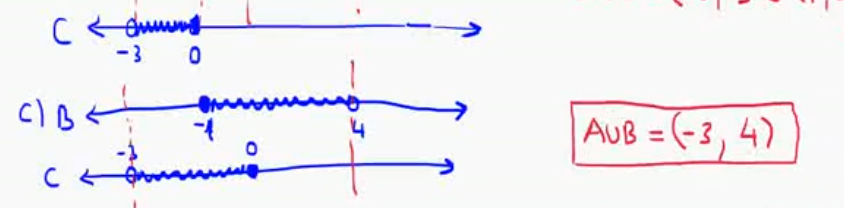 C
-3 0
C) B
-1 4
A∪B = (-3, 4)
-3 0
C